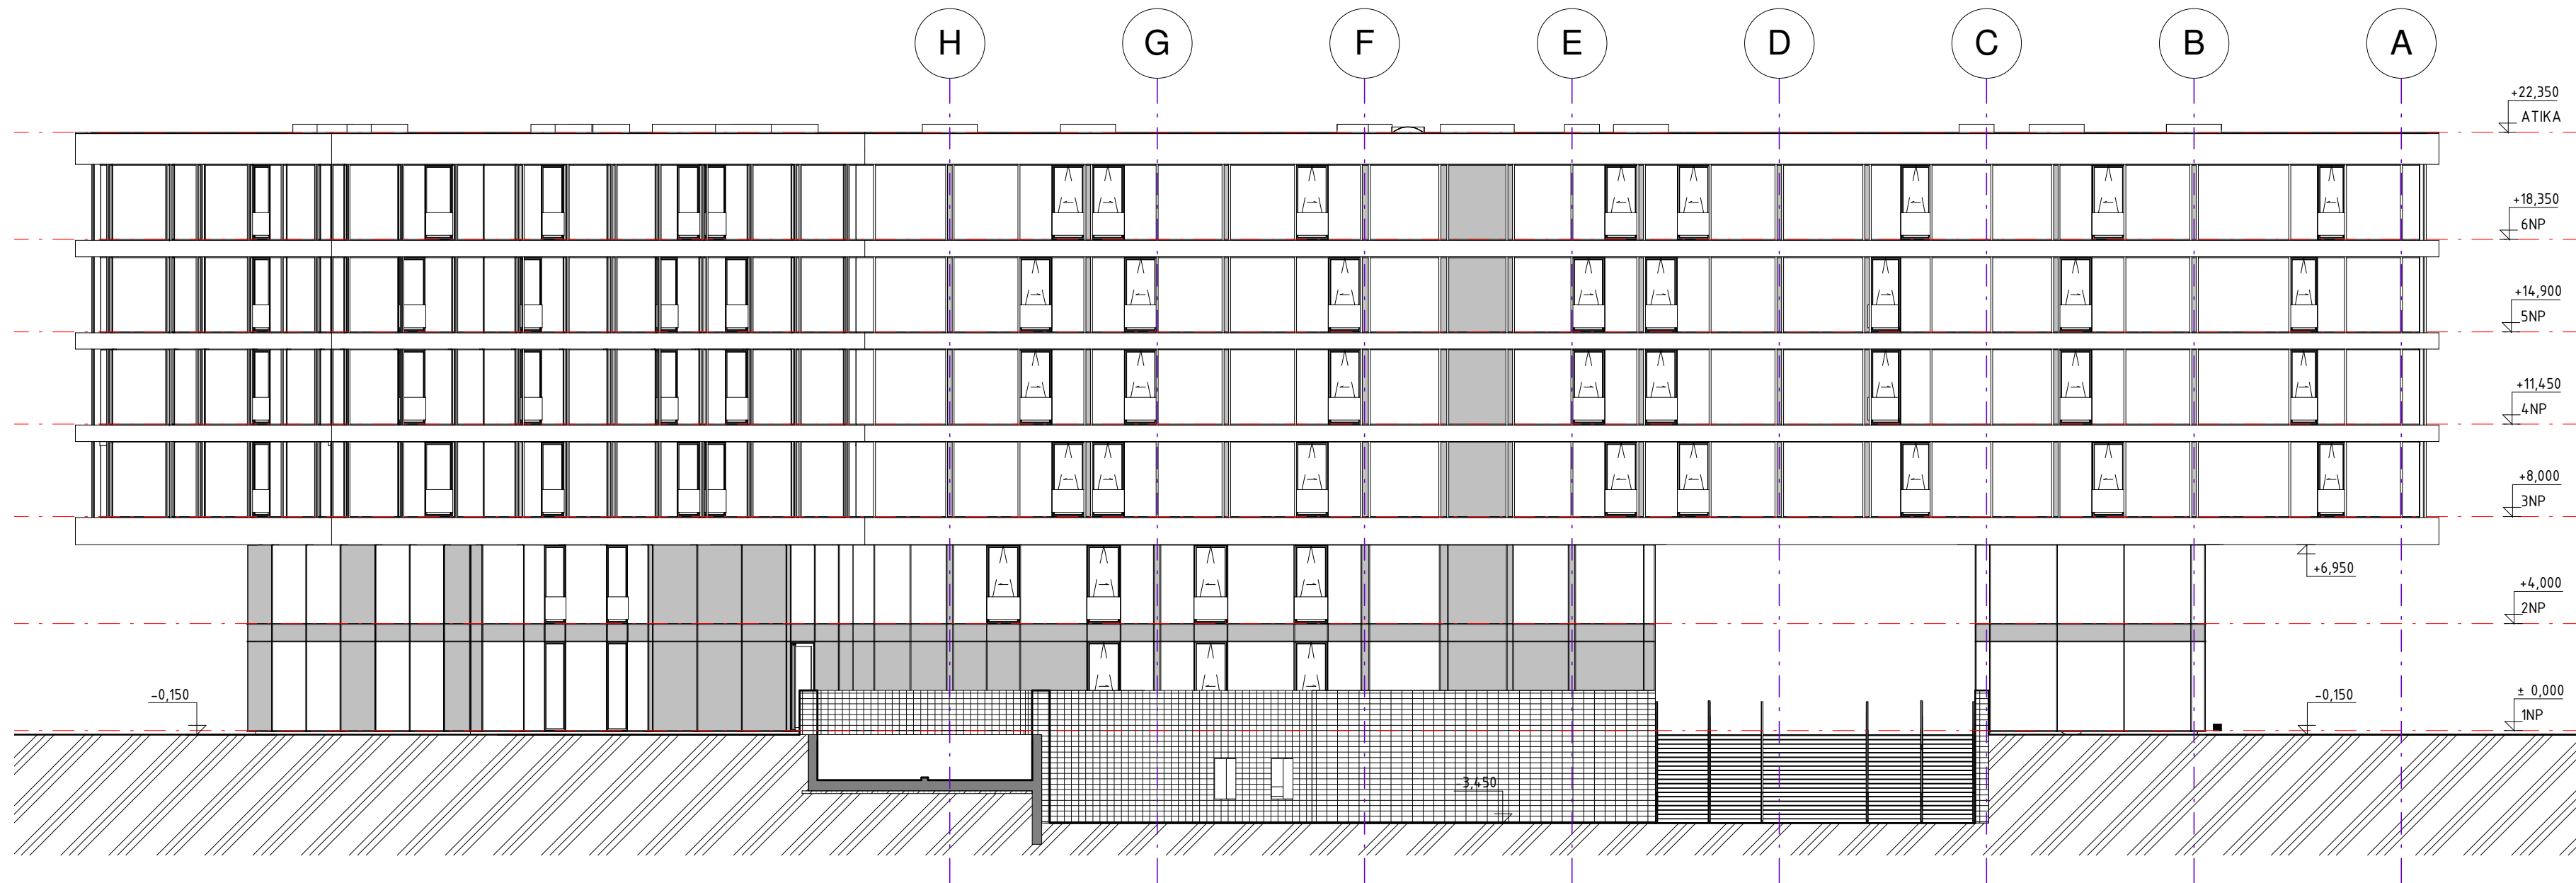 H G F E D C B A
+22,350
ATIKA
+18,350
6NP
+14,900
5NP
+11,450
4NP
+8,000
3NP
+6,950
+4,000
2NP
-0,150
-0,150
± 0,000
1NP
-3,450